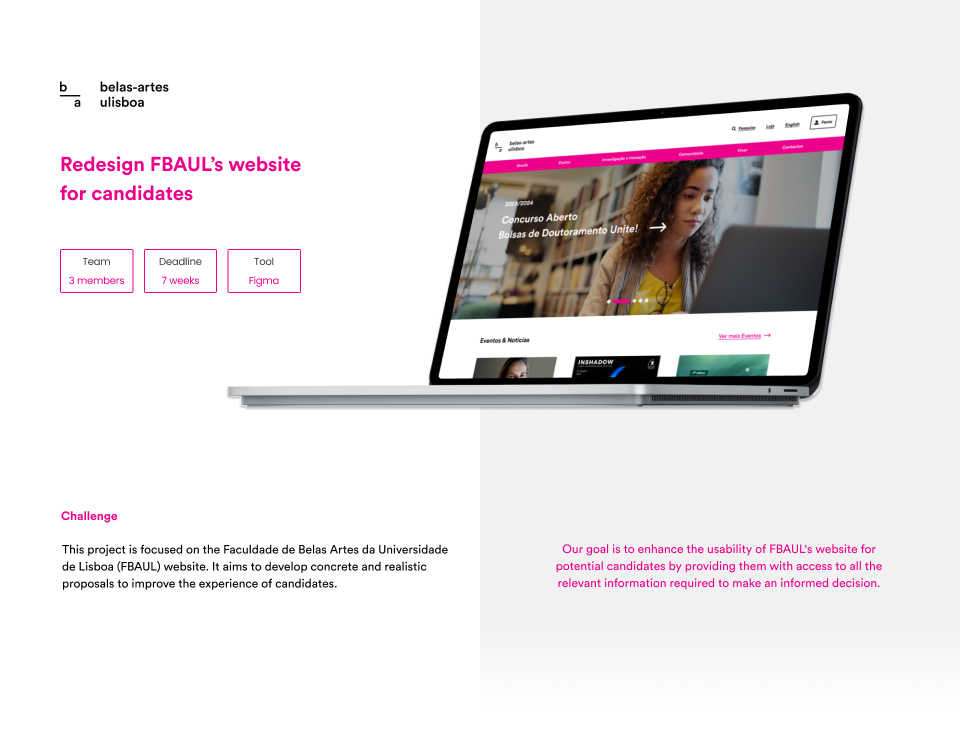 b
a
belas-artes
ulisboa
Redesign FBAUL's website
for candidates
Team
3 members
Deadline
7 weeks
Tool
Figma
b
a
belas-artes
ulisboa
Pesquisa
Loja
English
Fenix
Escola
Ensino
Investigação e Inovação
Comunidade
Viver
Contactos
2023/2024
Concurso Aberto
Bolsas de Doutoramento Unite!
Eventos & Notícias
Ver mais Eventos
INSHADOW
Challenge
This project is focused on the Faculdade de Belas Artes da Universidade
de Lisboa (FBAUL) website. It aims to develop concrete and realistic
proposals to improve the experience of candidates.
Our goal is to enhance the usability of FBAUL's website for
potential candidates by providing them with access to all the
relevant information required to make an informed decision.